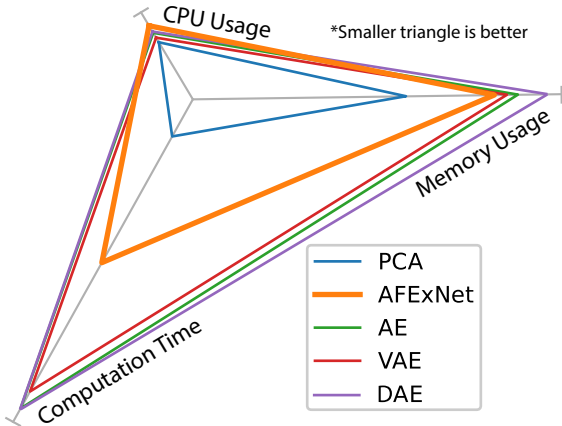 CPU Usage
*Smaller triangle is better
Memory Usage
Computation Time
PCA
AFExNet
AE
VAE
DAE